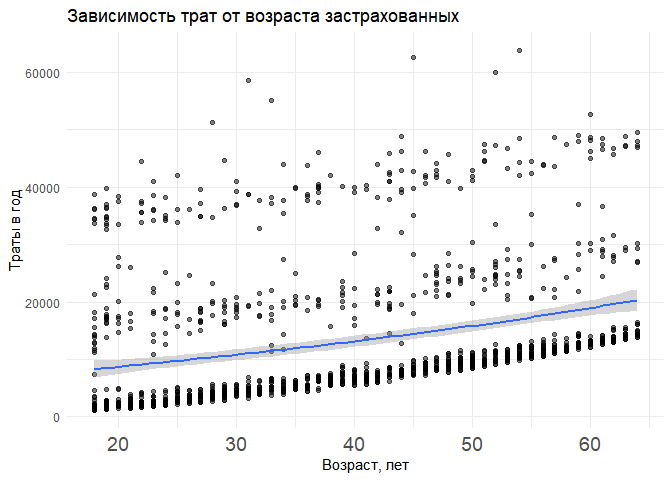 Зависимость трат от возраста застрахованных
Траты в год
60000
40000
20000
0
20 30 40 50 60
Возраст, лет